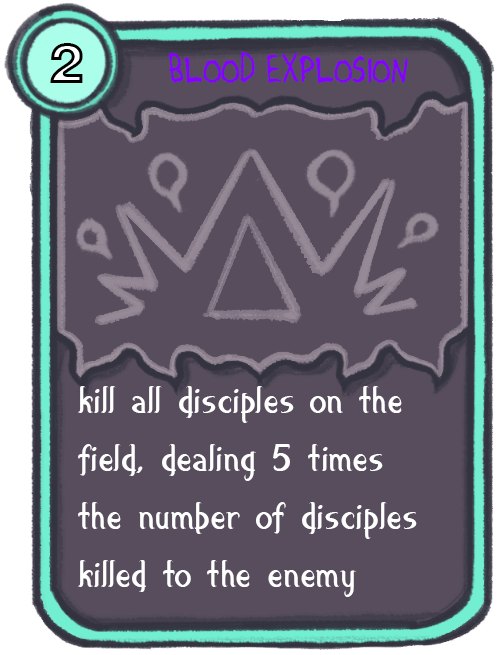 2
BLOOD EXPLOSION
kill all disciples on the
field, dealing 5 times
the number of disciples
killed to the enemy